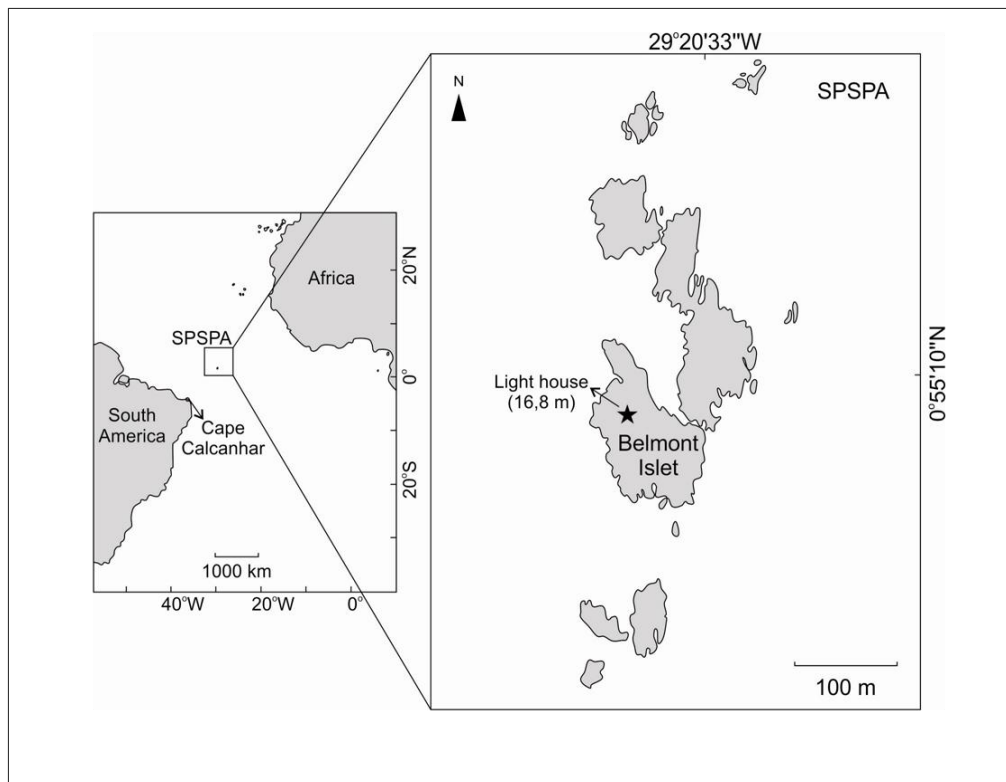 29°20'33"W
N
SPSPA
20°N
Africa
SPSPA
0°
0°55'10"N
Light house
(16,8 m)
South
America
Cape
Calcanhar
Belmont
Islet
20°S
1000 km
40°W
20°W
0°
100 m